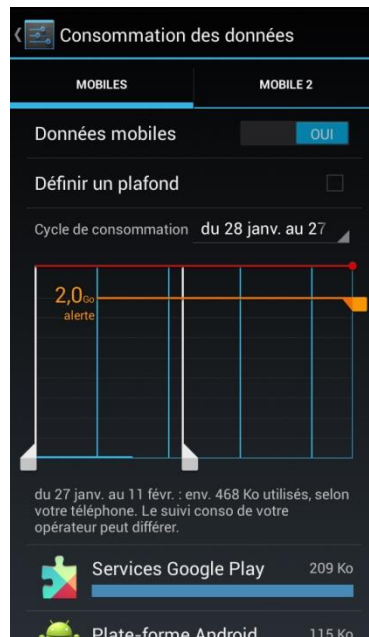 Consommation des données
MOBILES
MOBILE 2
Données mobiles
OUI
Définir un plafond
Cycle de consommation
du 28 janv. au 27
2,0Go
alerte
du 27 janv. au 11 févr. : env. 468 Ko utilisés, selon
votre téléphone. Le suivi conso de votre
opérateur peut différer.
Services Google Play
209 Ko
Plate-forme Android
115 Ko